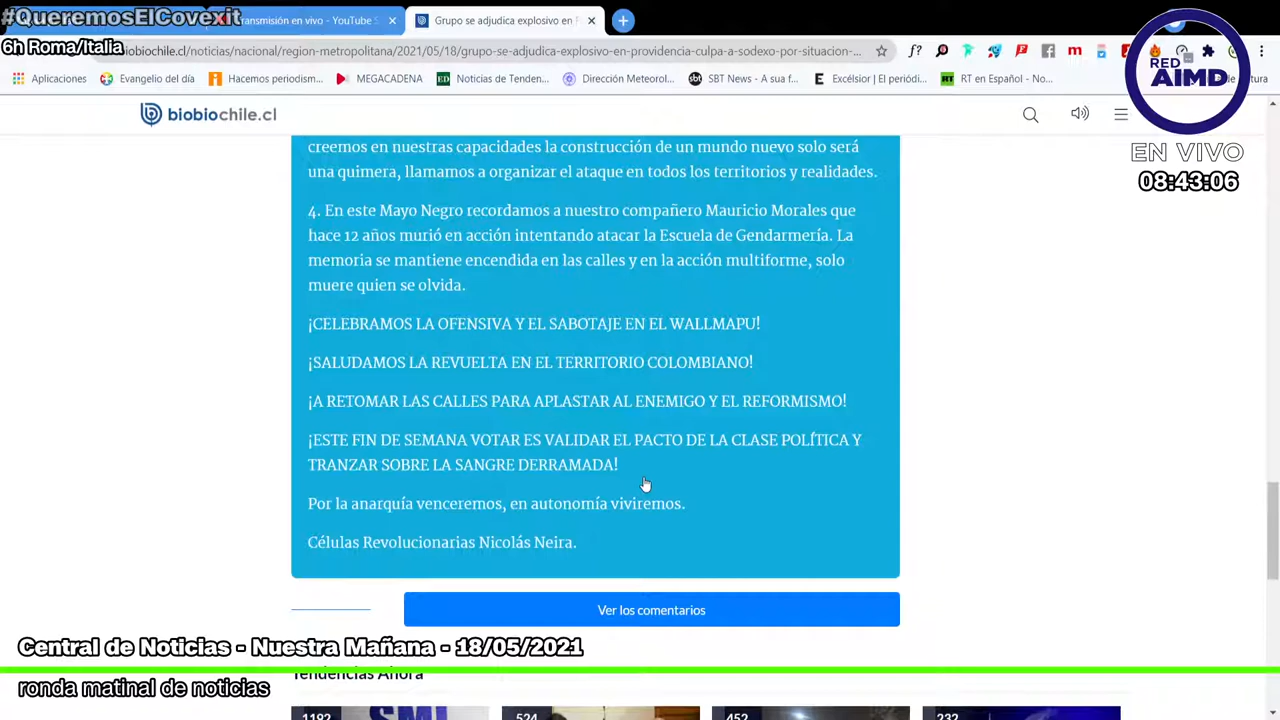 #QueremosElCovexit
6h Roma/Italia
ransmisión en vivo - YouTube S
Grupo se adjudica explosivo en
biobiochile.cl/noticias/nacional/region-metropolitana/2021/05/18/grupo-se-adjudica-explosivo-en-providencia-culpa-a-sodexo-por-situacion-...
Aplicaciones
Evangelio del día
Hacemos periodism...
MEGACADENA
Noticias de Tenden...
Dirección Meteorol...
SBT News - A sua f...
Excélsior | El periódi...
RT en Español - No...
de lectura
RED
AIMD
EN VIVO
08:43:06
biobiochile.cl
creemos en nuestras capacidades la construcción de un mundo nuevo solo será
una quimera, llamamos a organizar el ataque en todos los territorios y realidades.
4. En este Mayo Negro recordamos a nuestro compañero Mauricio Morales que
hace 12 años murió en acción intentando atacar la Escuela de Gendarmería. La
memoria se mantiene encendida en las calles y en la acción multiforme, solo
muere quien se olvida.
¡CELEBRAMOS LA OFENSIVA Y EL SABOTAJE EN EL WALLMAPU!
¡SALUDAMOS LA REVUELTA EN EL TERRITORIO COLOMBIANO!
¡A RETOMAR LAS CALLES PARA APLASTAR AL ENEMIGO Y EL REFORMISMO!
¡ESTE FIN DE SEMANA VOTAR ES VALIDAR EL PACTO DE LA CLASE POLÍTICA Y
TRANZAR SOBRE LA SANGRE DERRAMADA!
Por la anarquía venceremos, en autonomía viviremos.
Células Revolucionarias Nicolás Neira.
Ver los comentarios
Central de Noticias - Nuestra Mañana - 18/05/2021
Tendencias Ahora
ronda matinal de noticias
1192
524
452
232